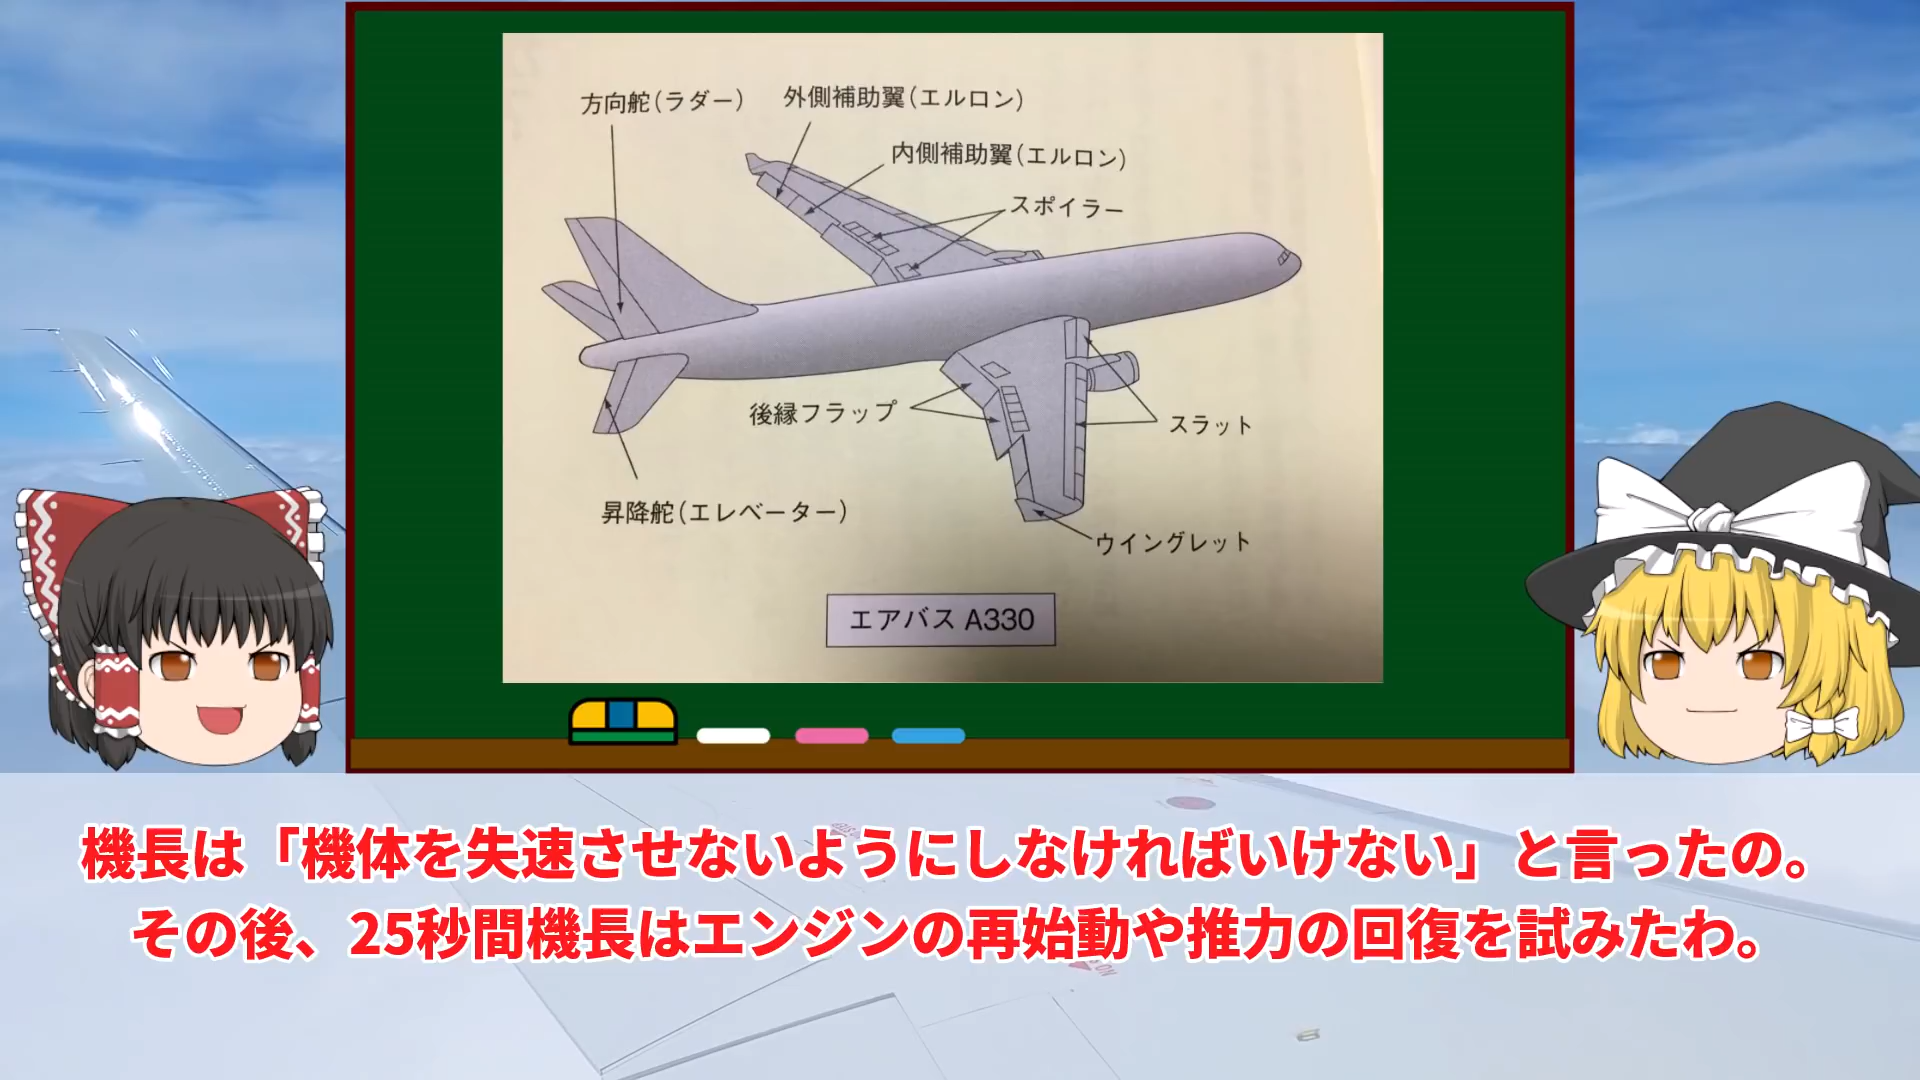 方向舵(ラダー)
外側補助翼(エルロン)
内側補助翼(エルロン)
スポイラー
後縁フラップ
スラット
昇降舵(エレベーター)
ウイングレット
エアバス A330
機長は「機体を失速させないようにしなければいけない」と言ったの。
その後、25秒間機長はエンジンの再始動や推力の回復を試みたわ。